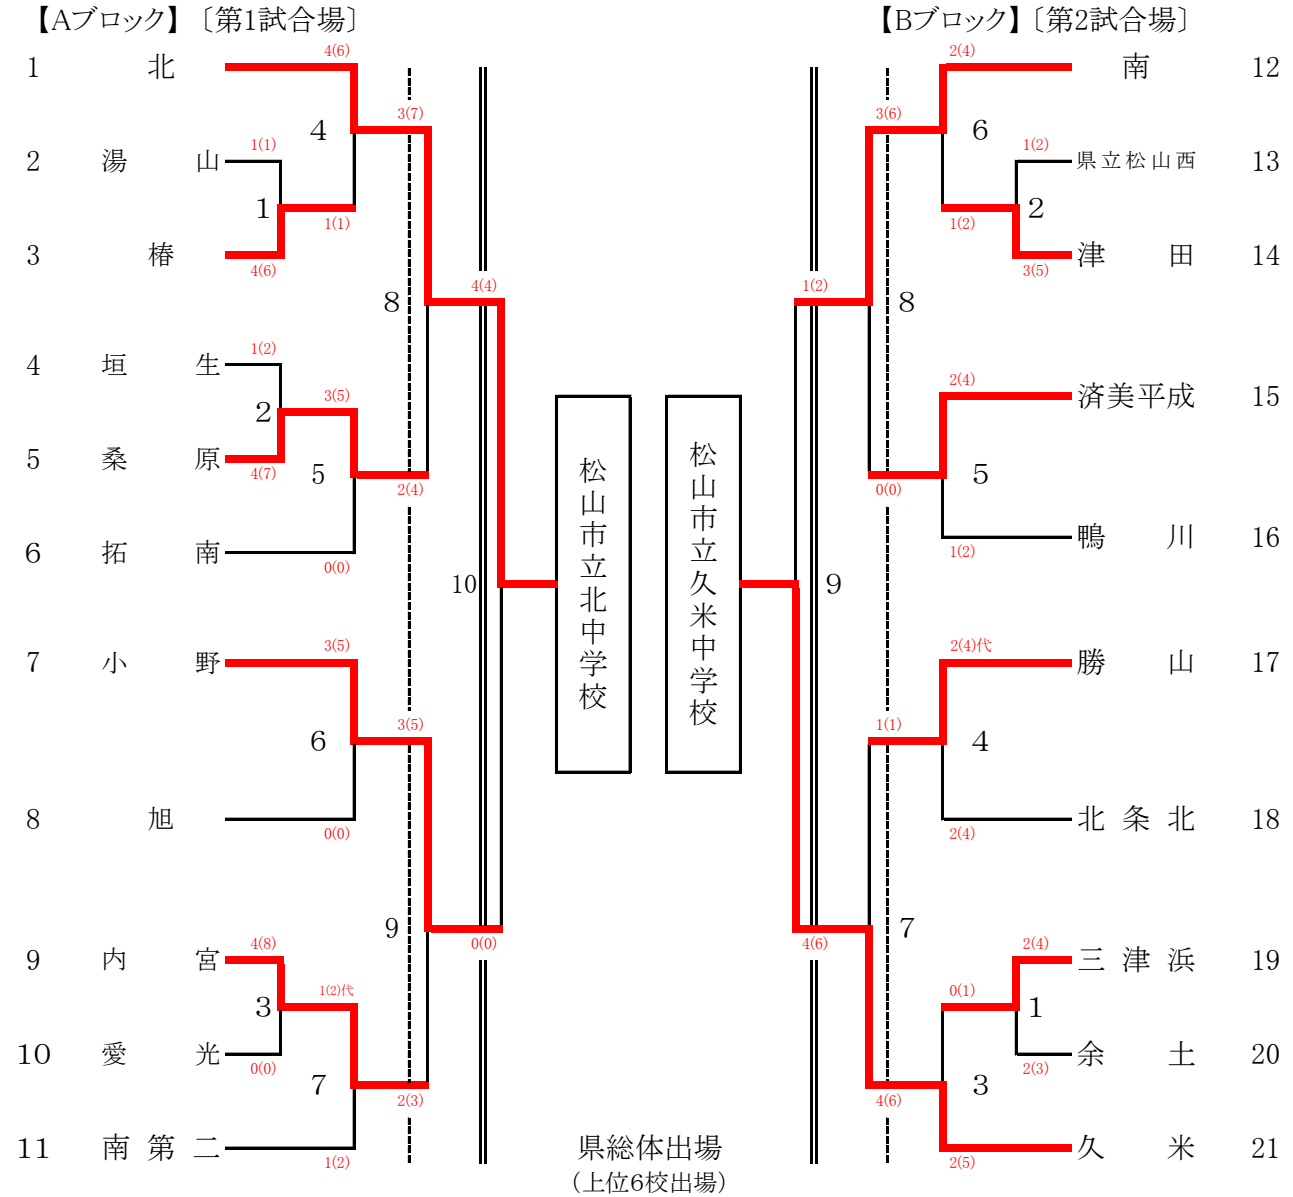 【Aブロック】〔第1試合場〕
【Bブロック】〔第2試合場〕
1 北
4(6)
4
3(7)
2 湯山
1(1)
1
1(1)
3 椿
4(6)
8
4(4)
4 垣生
1(2)
2
3(5)
5 桑原
4(7)
5
2(4)
6 拓南
0(0)
10
7 小野
3(5)
6
3(5)
8 旭
0(0)
9
0(0)
9 内宮
4(8)
3
1(2)代
10 愛光
0(0)
7
2(3)
11 南第二
1(2)
松山市立北中学校
松山市立久米中学校
2(4)
南 12
3(6)
6
1(2)
県立松山西 13
1(2)
2
津田 14
3(5)
1(2)
8
2(4)
済美平成 15
0(0)
5
鴨川 16
1(2)
9
2(4)代
勝山 17
1(1)
4
北条北 18
2(4)
4(6)
7
2(4)
三津浜 19
0(1)
1
余土 20
2(3)
4(6)
3
久米 21
2(5)
県総体出場
（上位6校出場）